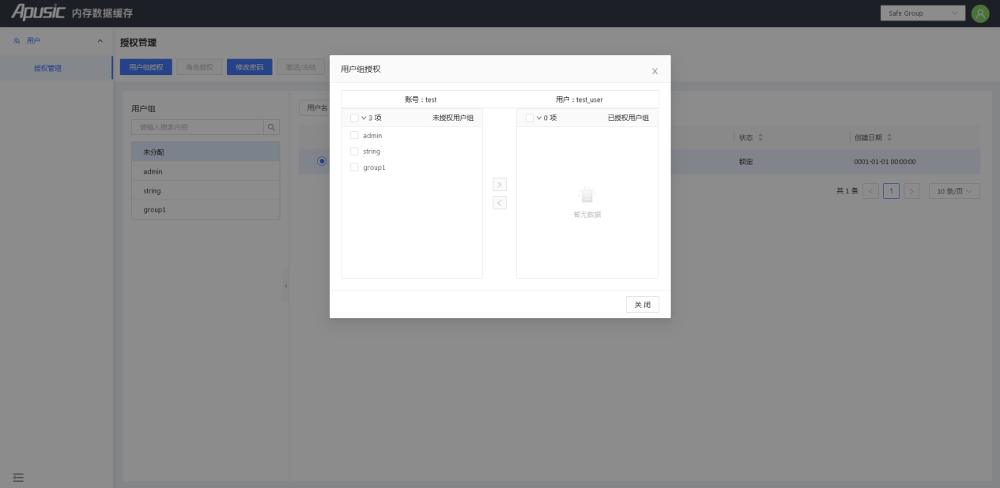 Apusic 内存数据缓存
Safe Group
用户
授权管理
授权管理
用户组授权
角色授权
修改密码
激活/冻结
用户组
请输入搜索内容
未分配
admin
string
group1
用户名
状态
创建日期
锁定
0001-01-01 00:00:00
共 1 条
1
10 条/页
用户组授权
账号：test
用户：test_user
3 项
未授权用户组
admin
string
group1
0 项
已授权用户组
暂无数据
关 闭